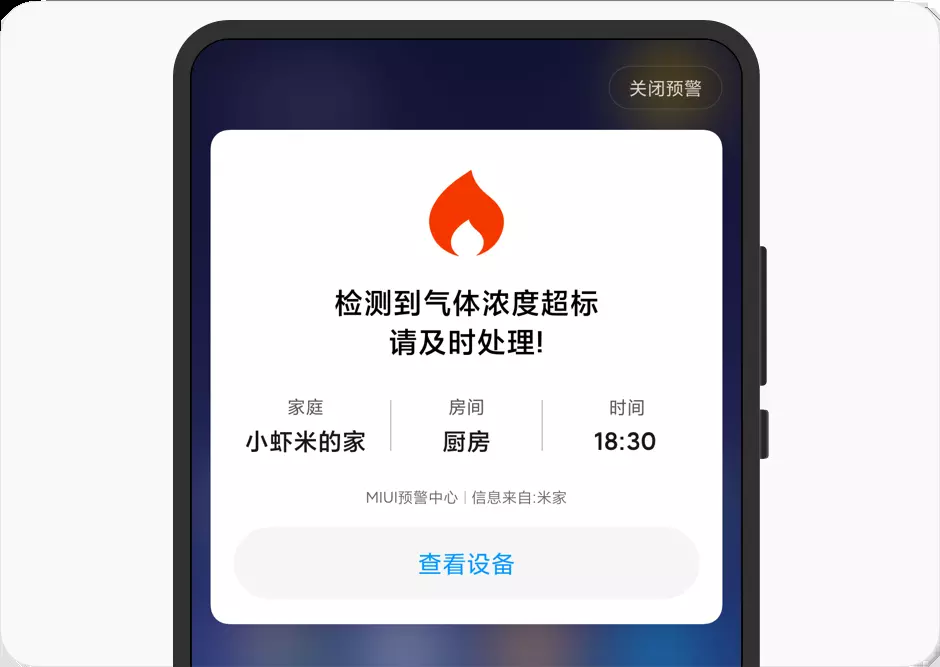 关闭预警
检测到气体浓度超标
请及时处理!
家庭 房间 时间
小虾米的家 厨房 18:30
MIUI预警中心 | 信息来自:米家
查看设备